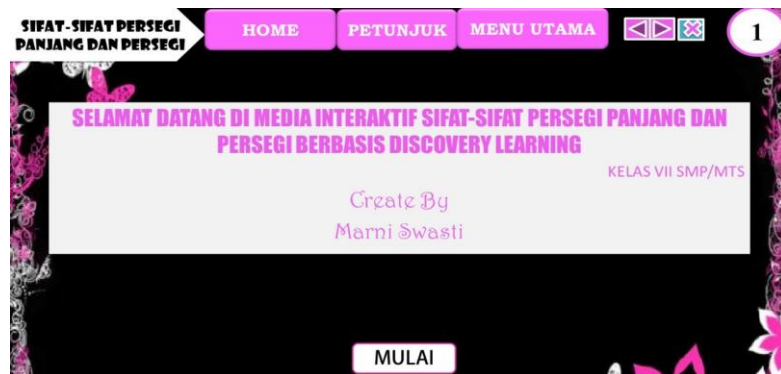 SIFAT-SIFAT PERSEGI
PANJANG DAN PERSEGI
HOME
PETUNJUK
MENU UTAMA
1
SELAMAT DATANG DI MEDIA INTERAKTIF SIFAT-SIFAT PERSEGI PANJANG DAN
PERSEGI BERBASIS DISCOVERY LEARNING
KELAS VII SMP/MTS
Create By
Marni Swasti
MULAI